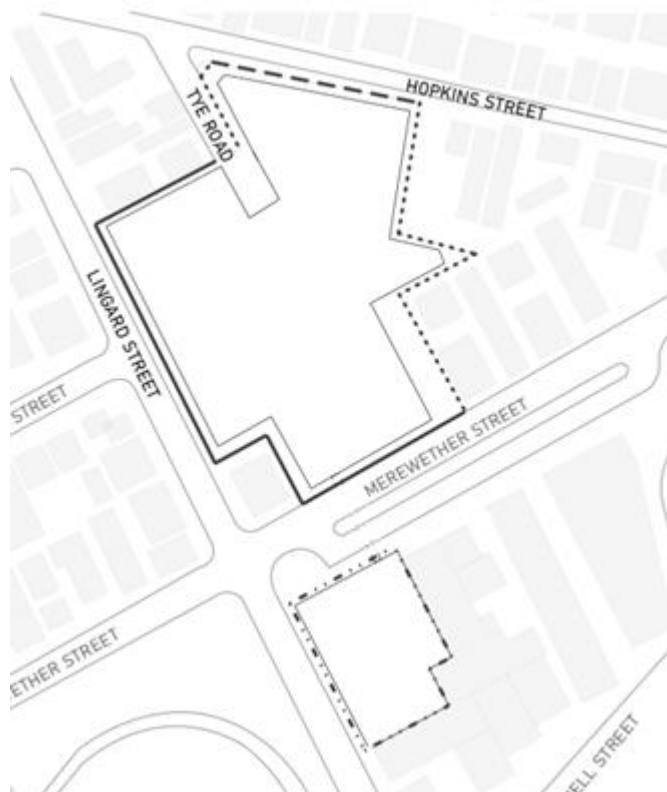 HOPKINS STREET
TYE ROAD
LINGARD STREET
STREET
MEREWETHER STREET
ETHER STREET
ELL STREET